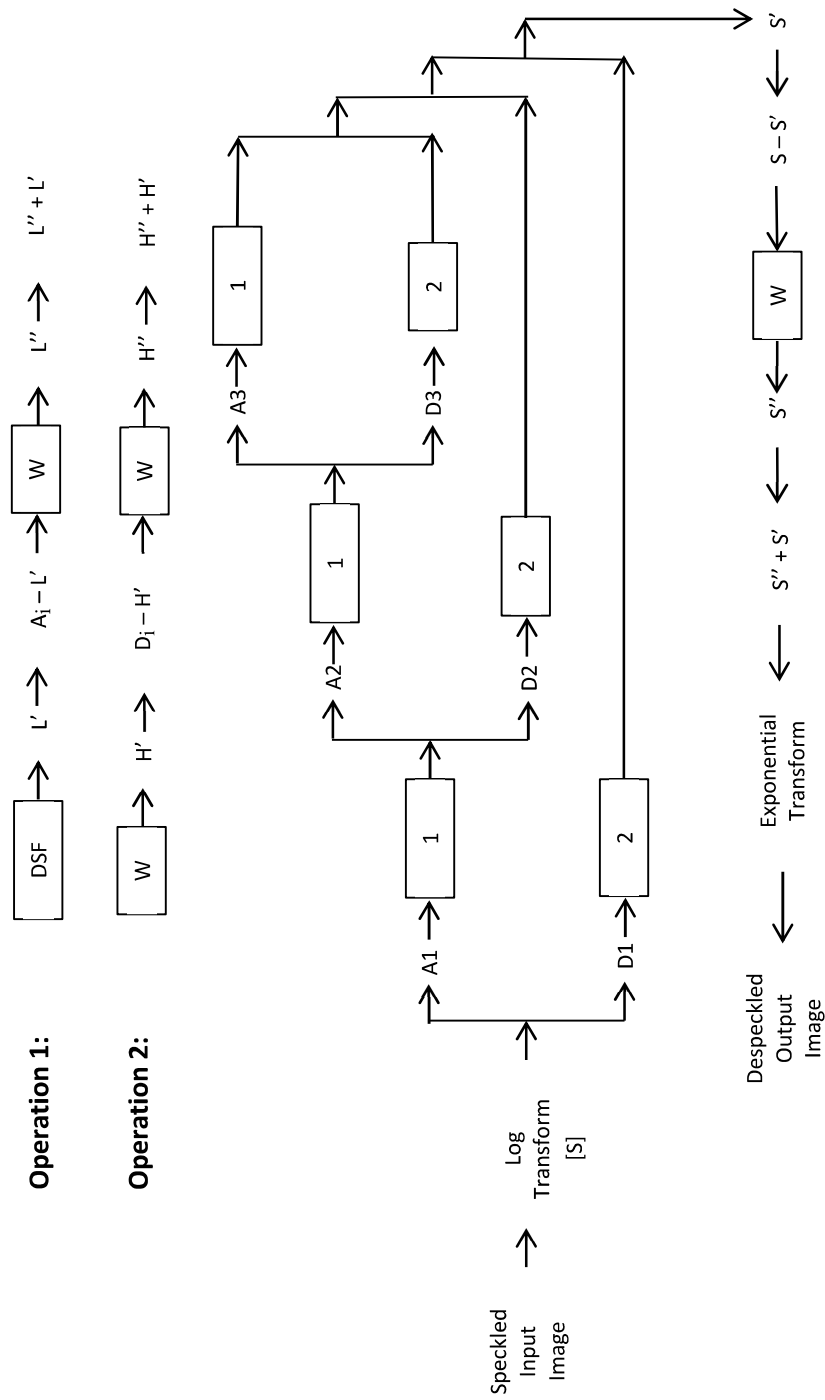 Operation 1:
DSF
L′
Aᵢ – L′
W
L′′
L′′ + L′
Operation 2:
W
H′
Dᵢ – H′
W
H′′
H′′ + H′
Speckled
Input
Image
Log
Transform
[S]
A1
1
A2
1
A3
1
D3
2
D2
2
D1
2
S′
S – S′
W
S′′
S′′ + S′
Exponential
Transform
Despeckled
Output
Image